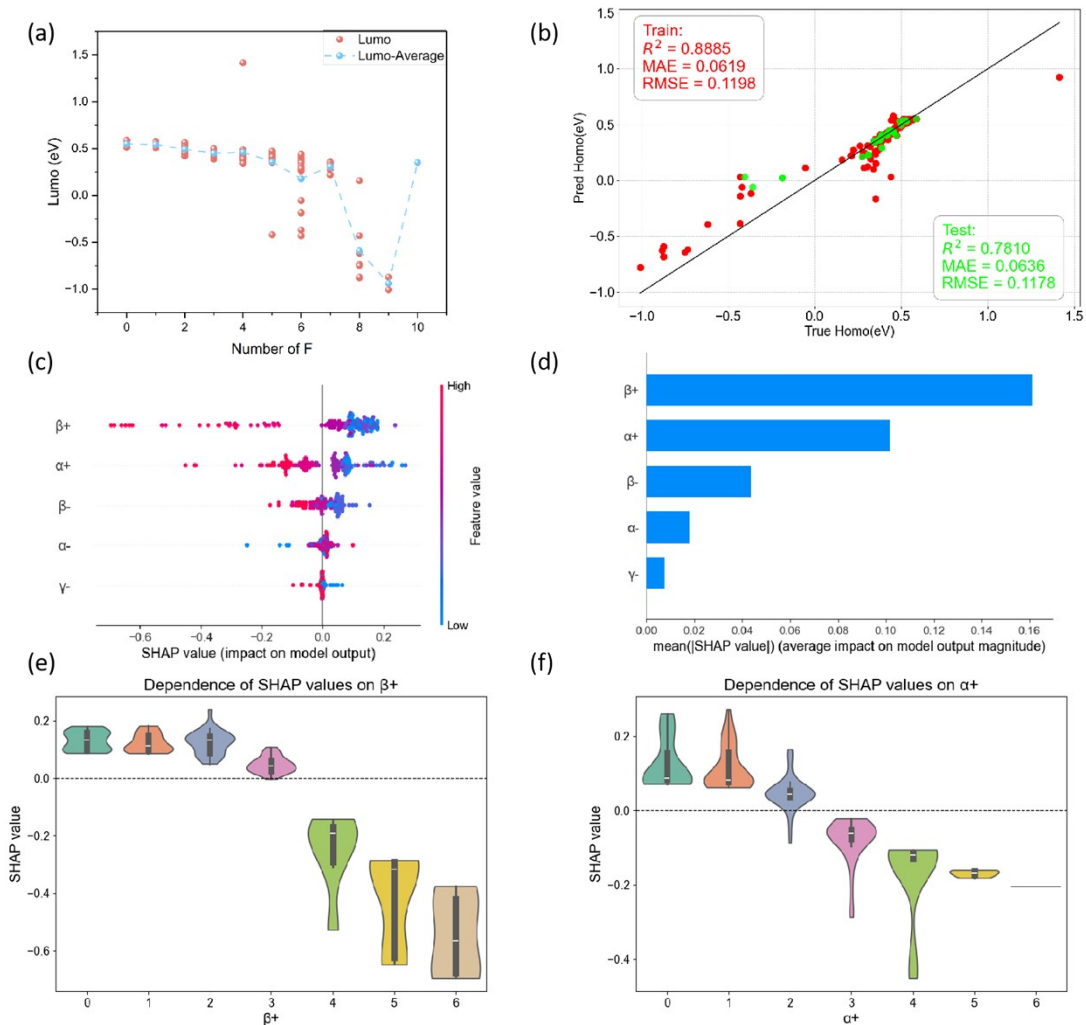 (a)
Lumo
Lumo-Average
1.5
1.0
0.5
0.0
−0.5
−1.0
Lumo (eV)
0 2 4 6 8 10
Number of F
(b)
Train:
R² = 0.8885
MAE = 0.0619
RMSE = 0.1198
Test:
R² = 0.7810
MAE = 0.0636
RMSE = 0.1178
1.5
1.0
0.5
0.0
−0.5
−1.0
Pred Homo(eV)
−1.0 −0.5 0.0 0.5 1.0 1.5
True Homo(eV)
(c)
High
β+
α+
β-
α-
γ-
Low
Feature value
−0.6 −0.4 −0.2 0.0 0.2
SHAP value (impact on model output)
(d)
β+
α+
β-
α-
γ-
0.00 0.02 0.04 0.06 0.08 0.10 0.12 0.14 0.16
mean(|SHAP value|) (average impact on model output magnitude)
(e)
Dependence of SHAP values on β+
0.2
0.0
−0.2
−0.4
−0.6
SHAP value
0 1 2 3 4 5 6
β+
(f)
Dependence of SHAP values on α+
0.2
0.0
−0.2
−0.4
SHAP value
0 1 2 3 4 5 6
α+